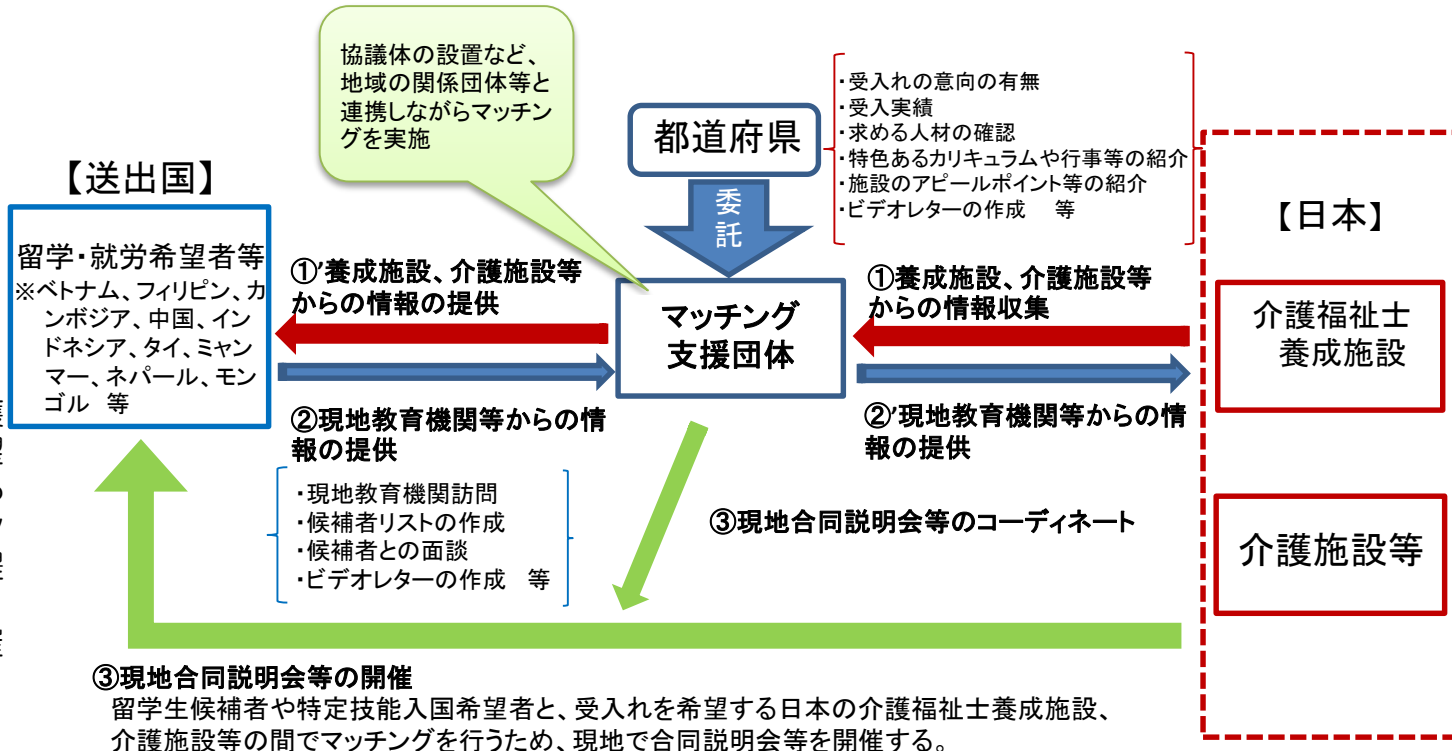 協議体の設置など、
地域の関係団体等と
連携しながらマッチン
グを実施
都道府県
委
託
・受入れの意向の有無
・受入実績
・求める人材の確認
・特色あるカリキュラムや行事等の紹介
・施設のアピールポイント等の紹介
・ビデオレターの作成　等
【送出国】
留学・就労希望者等
※ベトナム、フィリピン、カ
ンボジア、中国、イン
ドネシア、タイ、ミャン
マー、ネパール、モン
ゴル　等
①’養成施設、介護施設等
からの情報の提供
マッチング
支援団体
①養成施設、介護施設等
からの情報収集
【日本】
介護福祉士
養成施設
②現地教育機関等からの情
報の提供
・現地教育機関訪問
・候補者リストの作成
・候補者との面談
・ビデオレターの作成　等
②’現地教育機関等からの情
報の提供
③現地合同説明会等のコーディネート
介護施設等
③現地合同説明会等の開催
留学生候補者や特定技能入国希望者と、受入れを希望する日本の介護福祉士養成施設、
介護施設等の間でマッチングを行うため、現地で合同説明会等を開催する。